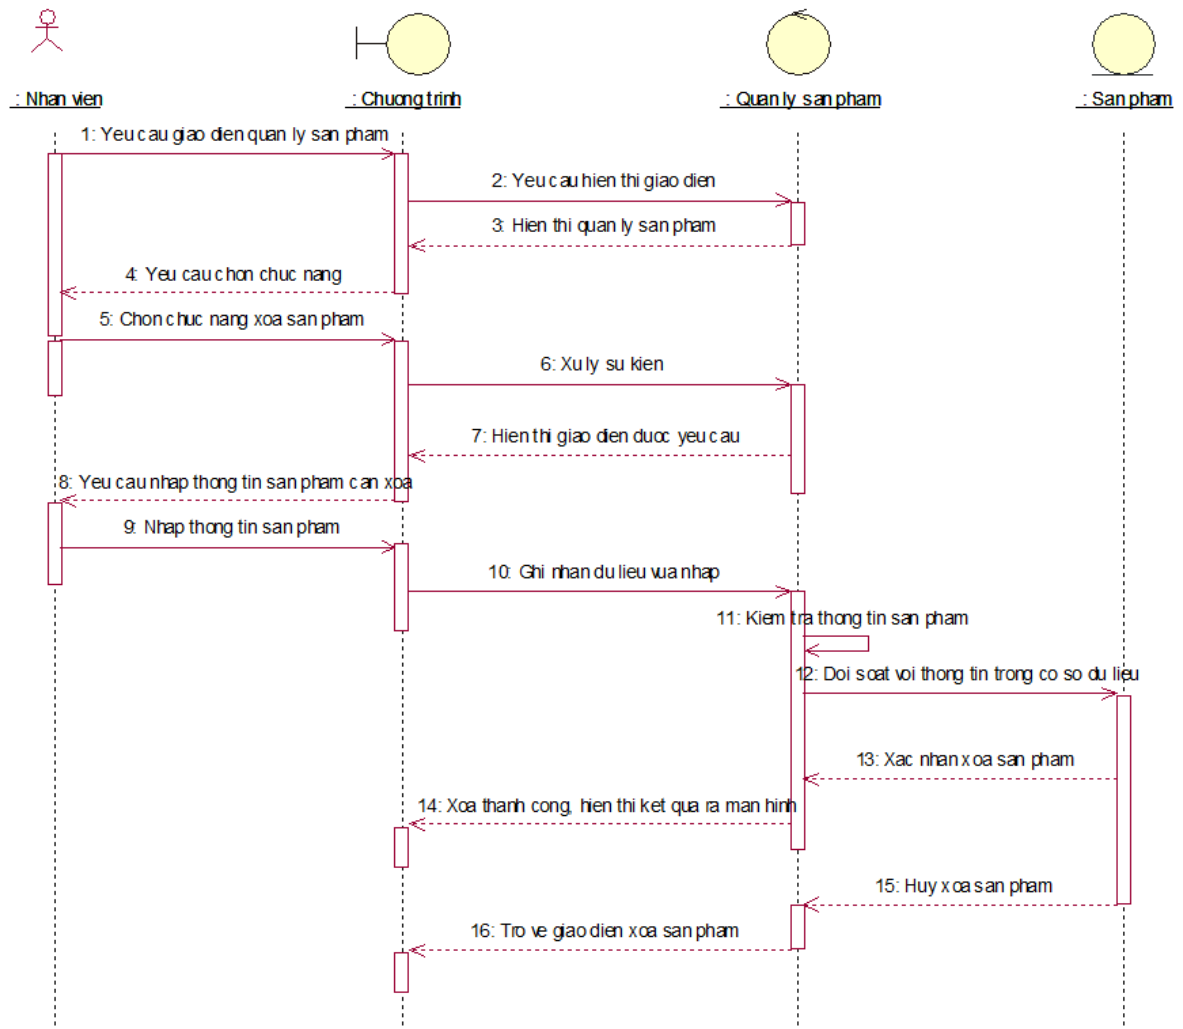 : Nhan vien
: Chuong trinh
: Quan ly san pham
: San pham
1: Yeu cau giao dien quan ly san pham
2: Yeu cau hien thi giao dien
3: Hien thi quan ly san pham
4: Yeu cau chon chuc nang
5: Chon chuc nang xoa san pham
6: Xu ly su kien
7: Hien thi giao dien duoc yeu cau
8: Yeu cau nhap thong tin san pham can xoa
9: Nhap thong tin san pham
10: Ghi nhan du lieu vua nhap
11: Kiem tra thong tin san pham
12: Doi soat voi thong tin trong co so du lieu
13: Xac nhan xoa san pham
14: Xoa thanh cong, hien thi ket qua ra man hinh
15: Huy xoa san pham
16: Tro ve giao dien xoa san pham